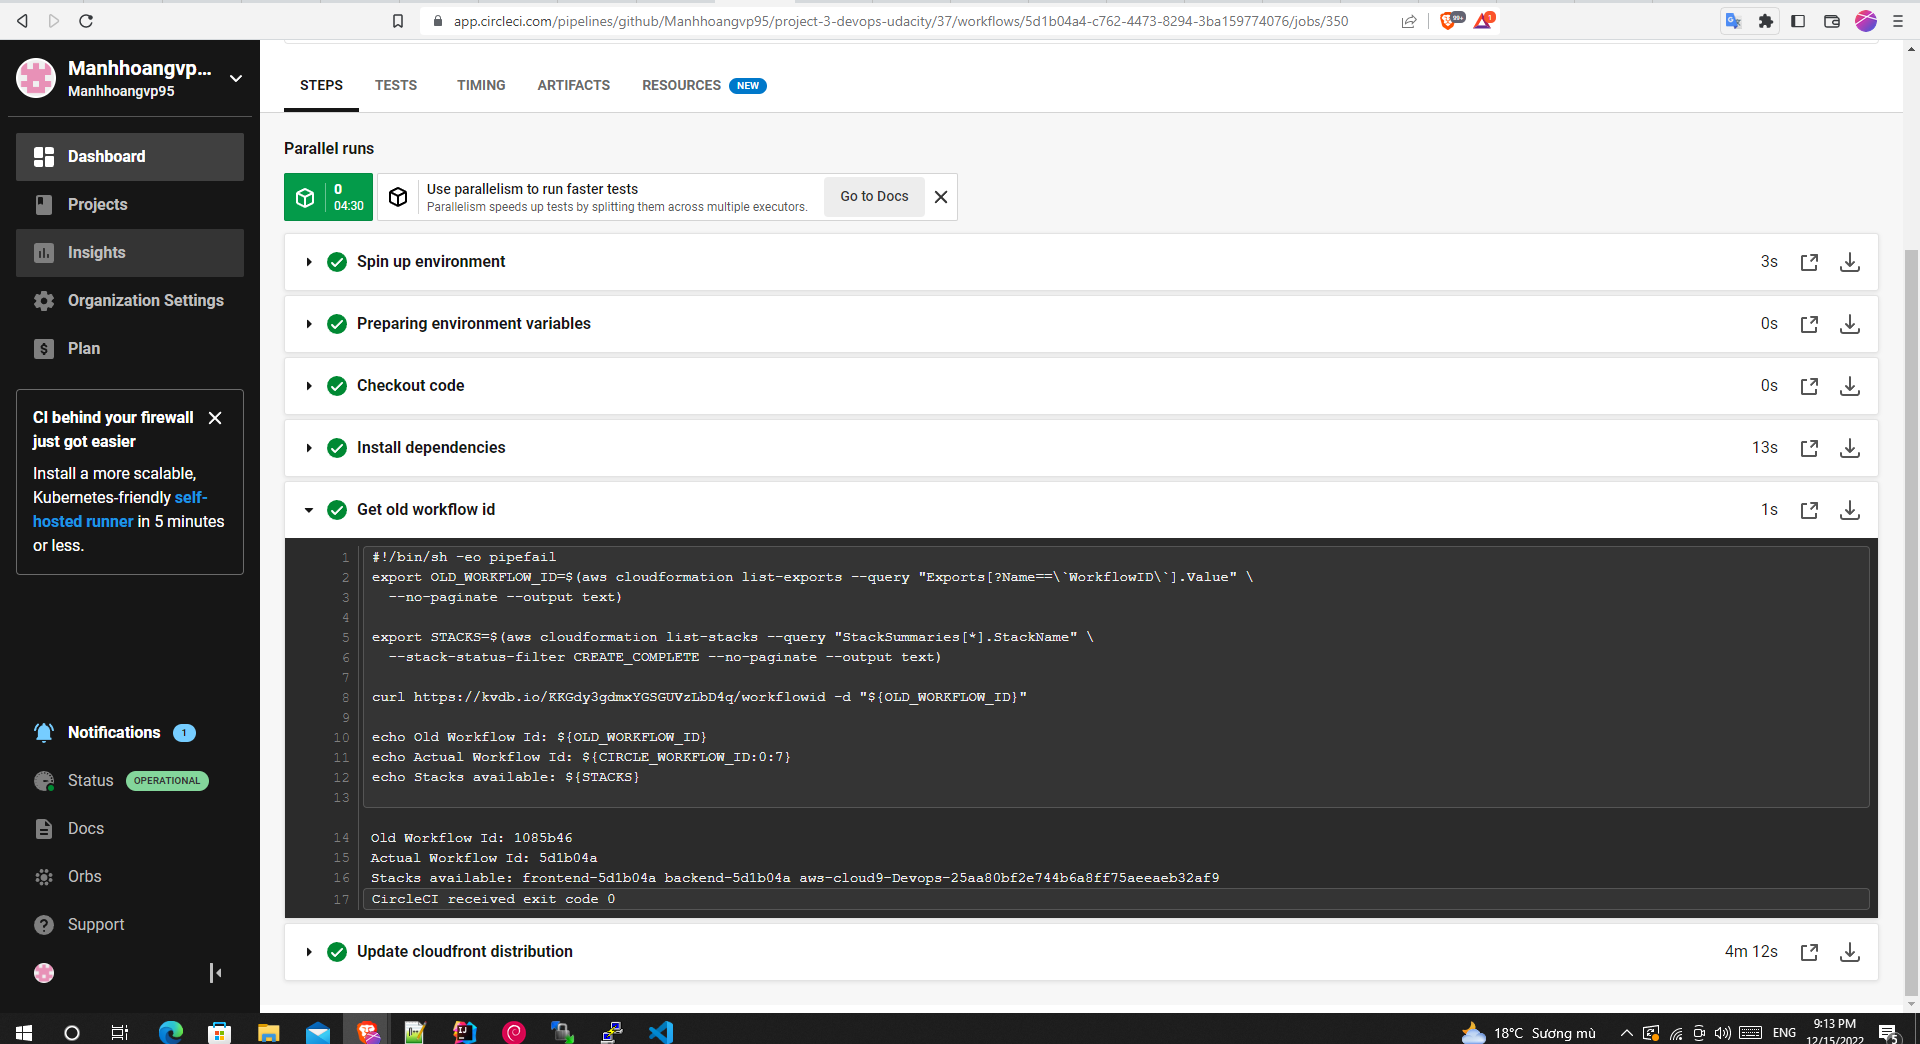 app.circleci.com/pipelines/github/Manhhoangvp95/project-3-devops-udacity/37/workflows/5d1b04a4-c762-4473-8294-3ba159774076/jobs/350
99+
1
Manhhoangvp...
Manhhoangvp95
Dashboard
Projects
Insights
Organization Settings
Plan
CI behind your firewall
just got easier
Install a more scalable,
Kubernetes-friendly self-
hosted runner in 5 minutes
or less.
Notifications 1
Status OPERATIONAL
Docs
Orbs
Support
STEPS TESTS TIMING ARTIFACTS RESOURCES NEW
Parallel runs
0
04:30
Use parallelism to run faster tests
Parallelism speeds up tests by splitting them across multiple executors.
Go to Docs
Spin up environment 3s
Preparing environment variables 0s
Checkout code 0s
Install dependencies 13s
Get old workflow id 1s
1 #!/bin/sh -eo pipefail
2 export OLD_WORKFLOW_ID=$(aws cloudformation list-exports --query "Exports[?Name==\`WorkflowID\`].Value" \
3 --no-paginate --output text)
4
5 export STACKS=$(aws cloudformation list-stacks --query "StackSummaries[*].StackName" \
6 --stack-status-filter CREATE_COMPLETE --no-paginate --output text)
7
8 curl https://kvdb.io/KKGdy3gdmxYGSGUVzLbD4q/workflowid -d "${OLD_WORKFLOW_ID}"
9
10 echo Old Workflow Id: ${OLD_WORKFLOW_ID}
11 echo Actual Workflow Id: ${CIRCLE_WORKFLOW_ID:0:7}
12 echo Stacks available: ${STACKS}
13
14 Old Workflow Id: 1085b46
15 Actual Workflow Id: 5d1b04a
16 Stacks available: frontend-5d1b04a backend-5d1b04a aws-cloud9-Devops-25aa80bf2e744b6a8ff75aeeaeb32af9
17 CircleCI received exit code 0
Update cloudfront distribution 4m 12s
18°C Sương mù
ENG
9:13 PM
12/15/2022
5